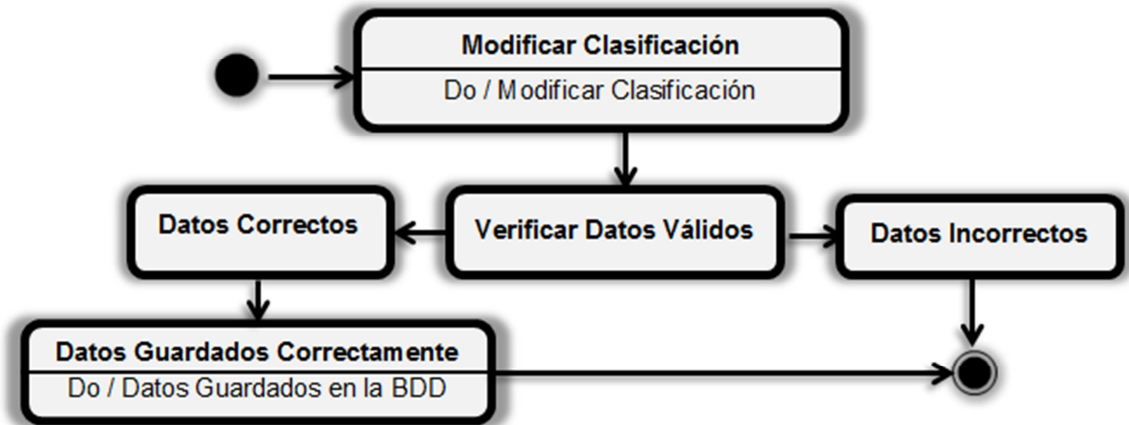 Modificar Clasificación
Do / Modificar Clasificación
Datos Correctos
Verificar Datos Válidos
Datos Incorrectos
Datos Guardados Correctamente
Do / Datos Guardados en la BDD